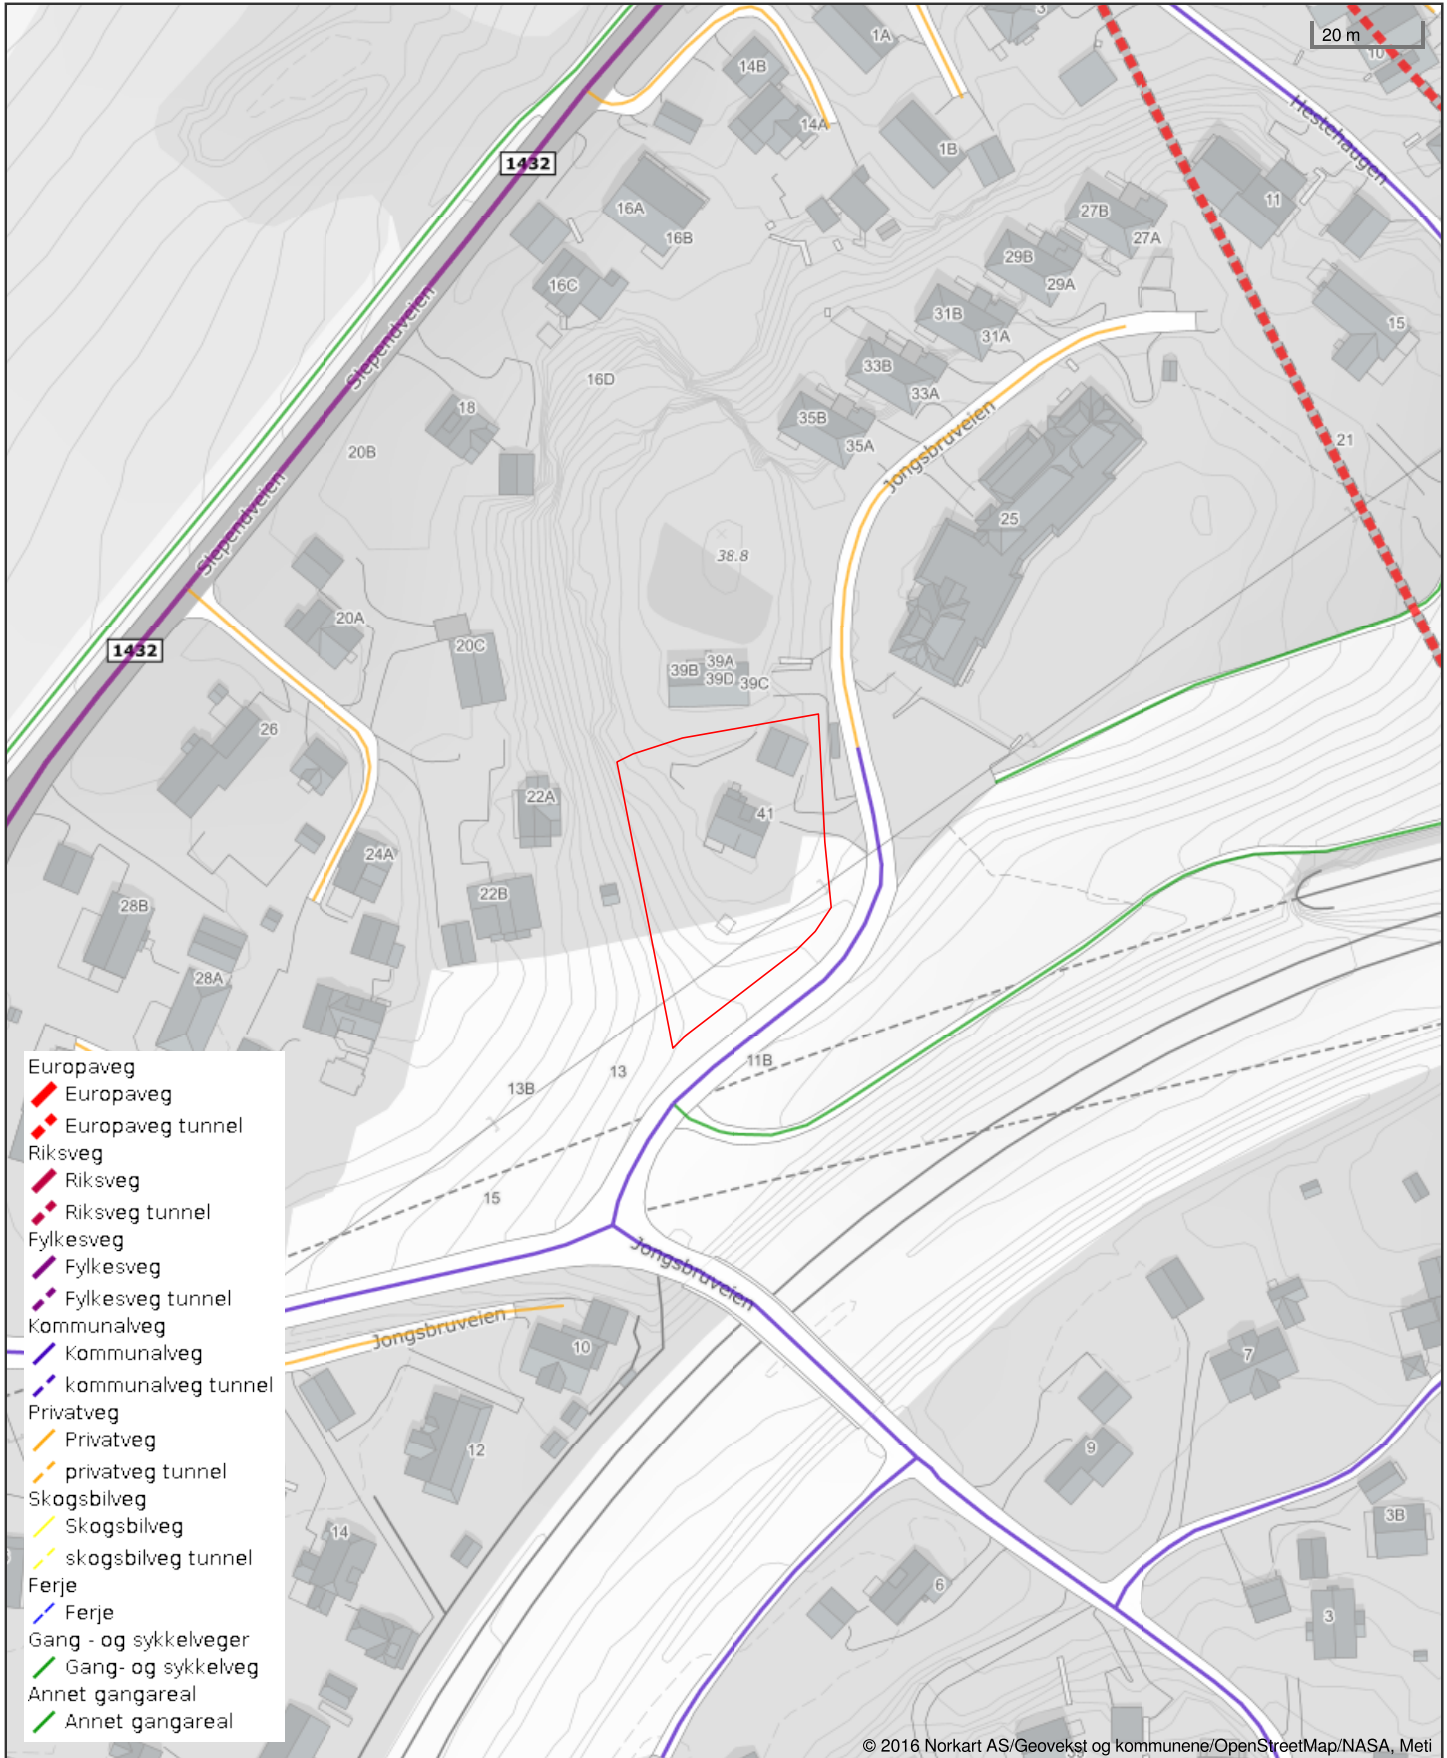 20 m
3
10
1A
14B
14A
1B
Hestehaugen
1432
16A
16B
11
27B
27A
29B
29A
16C
31B
31A
15
Slependveien
33B
33A
16D
18
35B
35A
Jongsbruveien
21
20B
25
Slependveien
38.8
20A
20C
1432
39A
39B
39D
39C
26
22A
41
24A
22B
28B
28A
11B
13
13B
15
Jongsbruveien
Jongsbruveien
10
7
12
9
14
3B
6
3
Europaveg
Europaveg
Europaveg tunnel
Riksveg
Riksveg
Riksveg tunnel
Fylkesveg
Fylkesveg
Fylkesveg tunnel
Kommunalveg
Kommunalveg
kommunalveg tunnel
Privatveg
Privatveg
privatveg tunnel
Skogsbilveg
Skogsbilveg
skogsbilveg tunnel
Ferje
Ferje
Gang - og sykkelveger
Gang- og sykkelveg
Annet gangareal
Annet gangareal
© 2016 Norkart AS/Geovekst og kommunene/OpenStreetMap/NASA, Meti